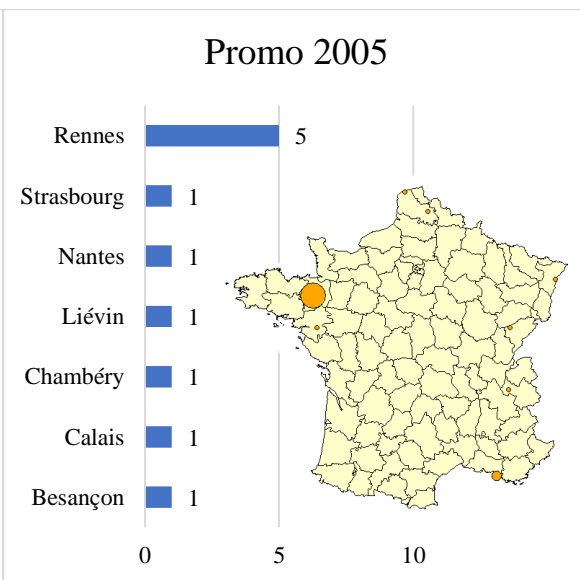 Promo 2005
Rennes 5
Strasbourg 1
Nantes 1
Liévin 1
Chambéry 1
Calais 1
Besançon 1
0 5 10